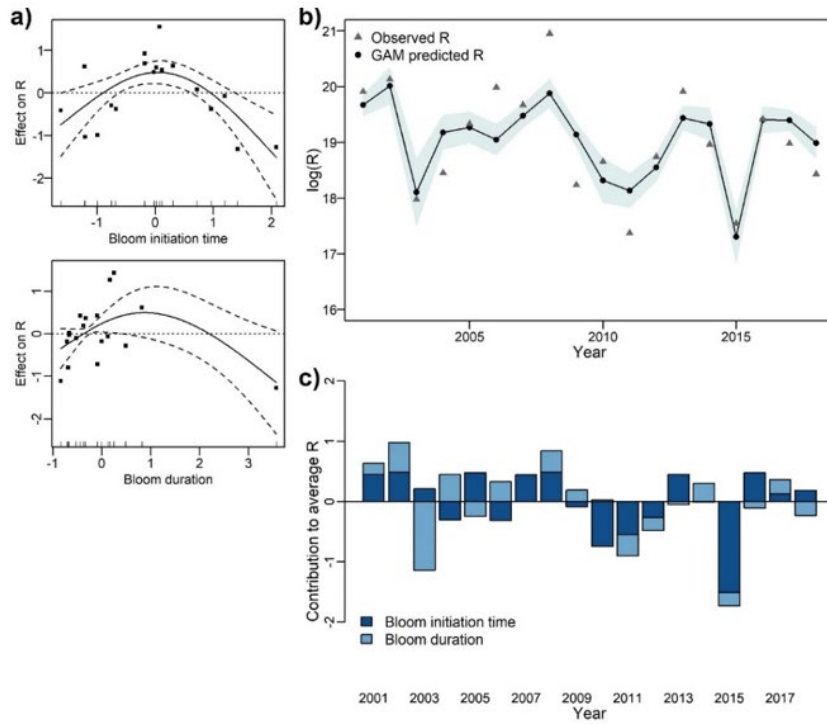 a)
Effect on R
1
0
-1
-2
-1
0
1
2
Bloom initiation time
Effect on R
1
0
-1
-2
-1
0
1
2
3
Bloom duration
b)
Observed R
GAM predicted R
log(R)
21
20
19
18
17
16
2005
2010
2015
Year
c)
Contribution to average R
2
1
0
-1
-2
Bloom initiation time
Bloom duration
2001 2003 2005 2007 2009 2011 2013 2015 2017
Year